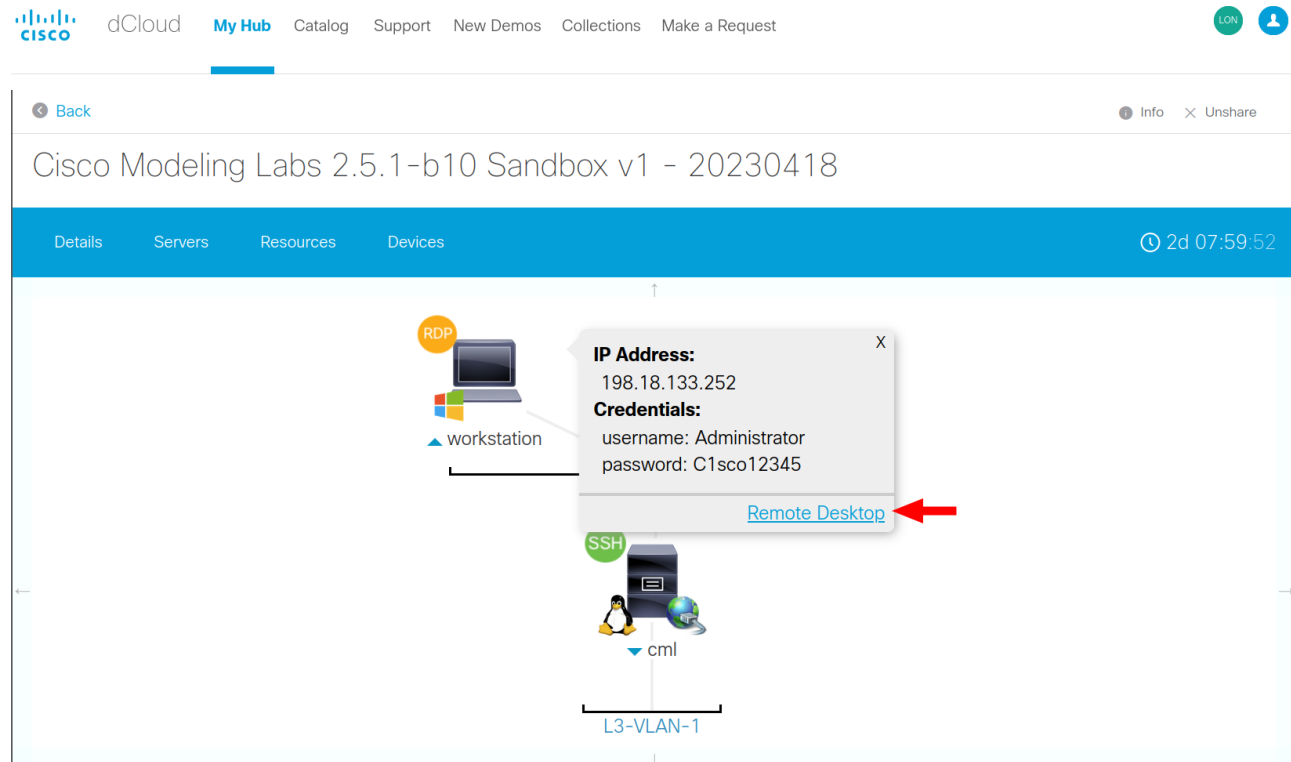 CISCO dCloud My Hub Catalog Support New Demos Collections Make a Request LON
Back Info Unshare
Cisco Modeling Labs 2.5.1-b10 Sandbox v1 - 20230418
Details Servers Resources Devices 2d 07:59:52
RDP
X
IP Address:
198.18.133.252
Credentials:
username: Administrator
password: C1sco12345
workstation
Remote Desktop
SSH
cml
L3-VLAN-1